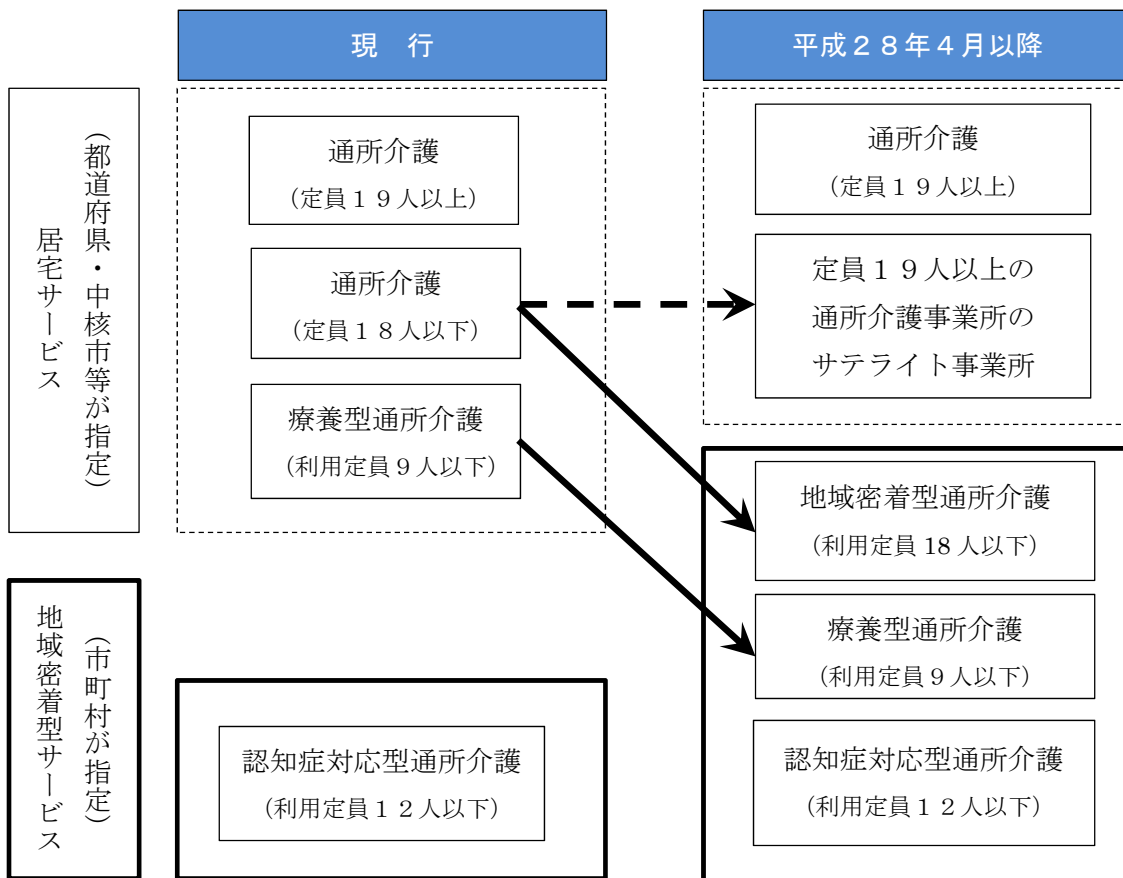 現 行
平成２８年４月以降
居宅サービス
（都道府県・中核市等が指定）
通所介護
（定員１９人以上）
通所介護
（定員１８人以下）
療養型通所介護
（利用定員９人以下）
通所介護
（定員１９人以上）
定員１９人以上の
通所介護事業所の
サテライト事業所
地域密着型サービス
（市町村が指定）
認知症対応型通所介護
（利用定員１２人以下）
地域密着型通所介護
（利用定員 18 人以下）
療養型通所介護
（利用定員９人以下）
認知症対応型通所介護
（利用定員１２人以下）